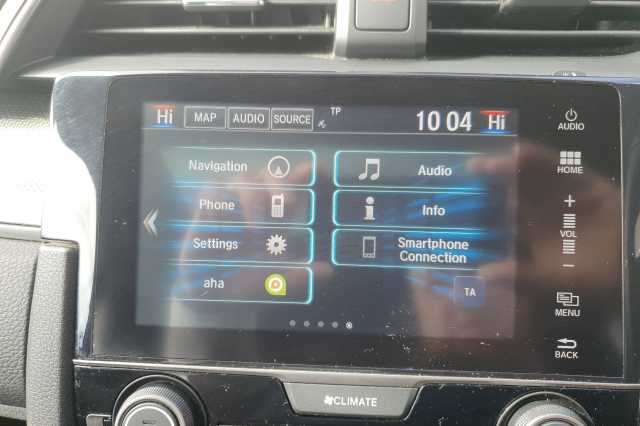 Hi MAP AUDIO SOURCE TP 10 04 Hi
Navigation
Audio
Phone
Info
Settings
Smartphone
Connection
aha
TA
AUDIO
HOME
+
VOL
−
MENU
BACK
CLIMATE